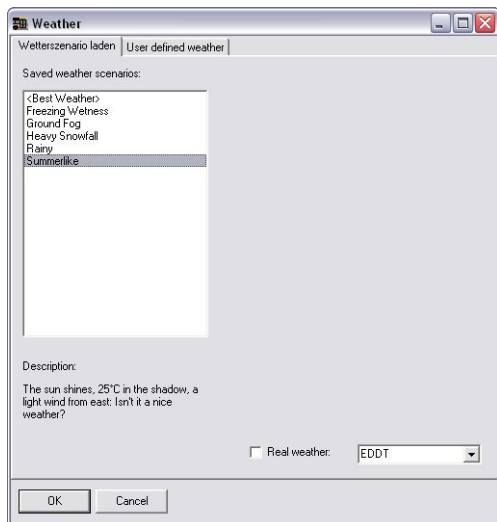 Weather
Wetterszenario laden User defined weather
Saved weather scenarios:
<Best Weather>
Freezing Wetness
Ground Fog
Heavy Snowfall
Rainy
Summerlike
Description:
The sun shines, 25°C in the shadow, a
light wind from east: Isn't it a nice
weather?
Real weather: EDDT
OK Cancel